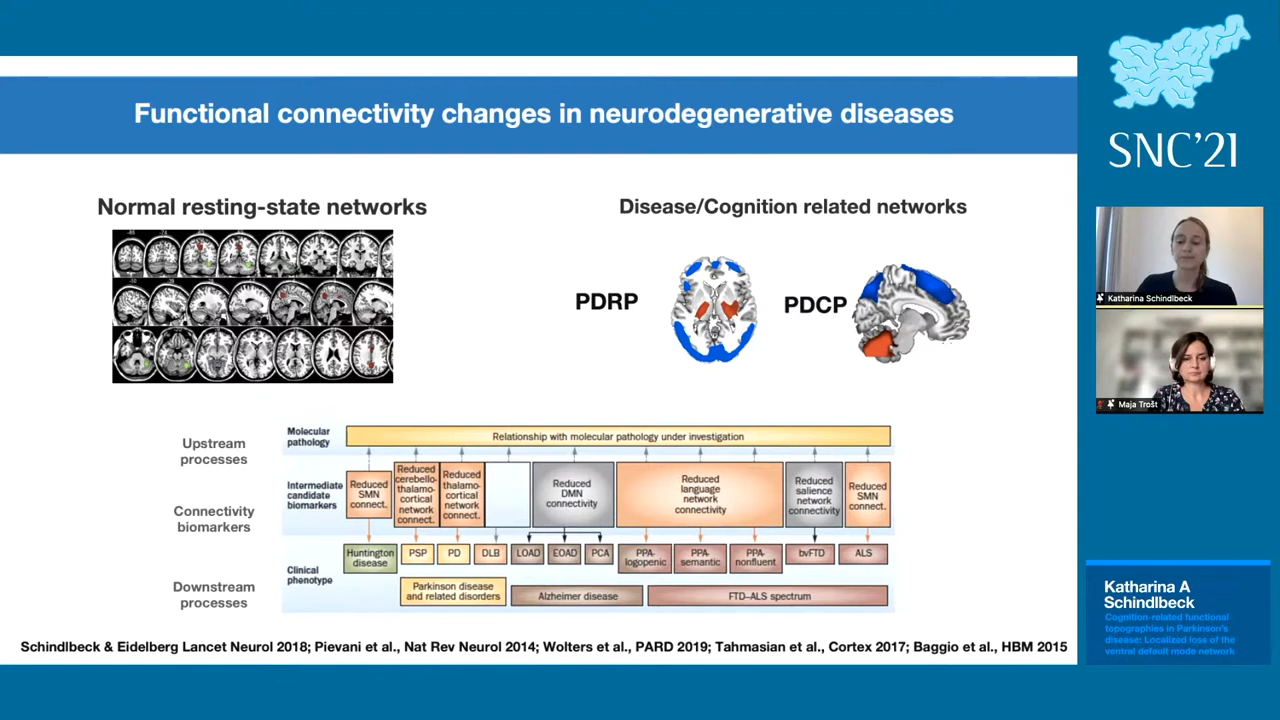 Functional connectivity changes in neurodegenerative diseases
Normal resting-state networks
Disease/Cognition related networks
PDRP
PDCP
Upstream
processes
Connectivity
biomarkers
Downstream
processes
Molecular
pathology
Relationship with molecular pathology under investigation
Intermediate
candidate
biomarkers
Reduced
SMN
connect.
Reduced
cerebello-
thalamo-
cortical
network
connect.
Reduced
thalamo-
cortical
network
connect.
Reduced
DMN
connectivity
Reduced
language
network
connectivity
Reduced
salience
network
connectivity
Reduced
SMN
connect.
Clinical
phenotype
Huntington
disease
PSP
PD
DLB
LOAD
EOAD
PCA
PPA-
logopenic
PPA-
semantic
PPA-
nonfluent
bvFTD
ALS
Parkinson disease
and related disorders
Alzheimer disease
FTD–ALS spectrum
Schindlbeck & Eidelberg Lancet Neurol 2018; Pievani et al., Nat Rev Neurol 2014; Wolters et al., PARD 2019; Tahmasian et al., Cortex 2017; Baggio et al., HBM 2015
SNC'21
Katharina Schindlbeck
Maja Trošt
Katharina A
Schindlbeck
Cognition-related functional
topographies in Parkinson's
disease: Localized loss of the
ventral default mode network